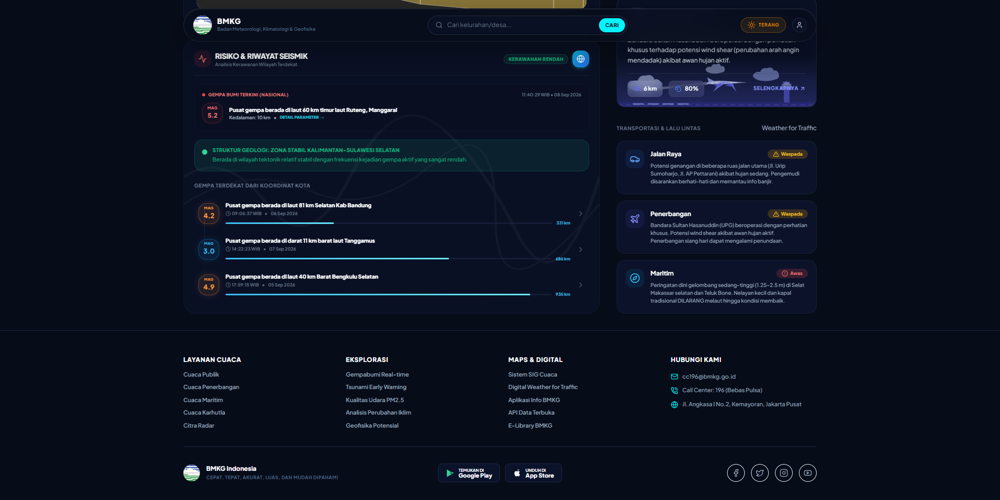 BMKG
Badan Meteorologi, Klimatologi & Geofisika
Cari kelurahan/desa...
CARI
TERANG
RISIKO & RIWAYAT SEISMIK
Analisis Kerawanan Wilayah Terdekat
KERAWANAN RENDAH
GEMPA BUMI TERKINI (NASIONAL)
11:40:29 WIB • 08 Sep 2026
MAG
5.2
Pusat gempa berada di laut 60 km timur laut Ruteng, Manggarai
Kedalaman: 10 km • DETAIL PARAMETER →
STRUKTUR GEOLOGI: ZONA STABIL KALIMANTAN-SULAWESI SELATAN
Berada di wilayah tektonik relatif stabil dengan frekuensi kejadian gempa aktif yang sangat rendah.
GEMPA TERDEKAT DARI KOORDINAT KOTA
MAG
4.2
Pusat gempa berada di laut 81 km Selatan Kab Bandung
09:06:37 WIB • 06 Sep 2026
331 km
MAG
3.0
Pusat gempa berada di darat 11 km barat laut Tanggamus
14:22:23 WIB • 07 Sep 2026
686 km
MAG
4.9
Pusat gempa berada di laut 40 km Barat Bengkulu Selatan
17:59:15 WIB • 05 Sep 2026
935 km
Bandara Sultan Hasanuddin beroperasi dengan perhatian
khusus terhadap potensi wind shear (perubahan arah angin
mendadak) akibat awan hujan aktif.
6 km
80%
SELENGKAPNYA
TRANSPORTASI & LALU LINTAS
Weather for Traffic
Jalan Raya
Waspada
Potensi genangan di beberapa ruas jalan utama (Jl. Urip
Sumoharjo, Jl. AP Pettarani) akibat hujan sedang. Pengemudi
disarankan berhati-hati dan memantau info banjir.
Penerbangan
Waspada
Bandara Sultan Hasanuddin (UPG) beroperasi dengan perhatian
khusus. Potensi wind shear akibat awan hujan aktif.
Penerbangan siang hari dapat mengalami penundaan.
Maritim
Awas
Peringatan dini gelombang sedang-tinggi (1.25-2.5 m) di Selat
Makassar selatan dan Teluk Bone. Nelayan kecil dan kapal
tradisional DILARANG melaut hingga kondisi membaik.
LAYANAN CUACA
Cuaca Publik
Cuaca Penerbangan
Cuaca Maritim
Cuaca Karhutla
Citra Radar
EKSPLORASI
Gempabumi Real-time
Tsunami Early Warning
Kualitas Udara PM2.5
Analisis Perubahan Iklim
Geofisika Potensial
MAPS & DIGITAL
Sistem SIG Cuaca
Digital Weather for Traffic
Aplikasi Info BMKG
API Data Terbuka
E-Library BMKG
HUBUNGI KAMI
cc196@bmkg.go.id
Call Center: 196 (Bebas Pulsa)
Jl. Angkasa I No.2, Kemayoran, Jakarta Pusat
BMKG Indonesia
CEPAT, TEPAT, AKURAT, LUAS, DAN MUDAH DIPAHAMI
TEMUKAN DI
Google Play
UNDUH DI
App Store